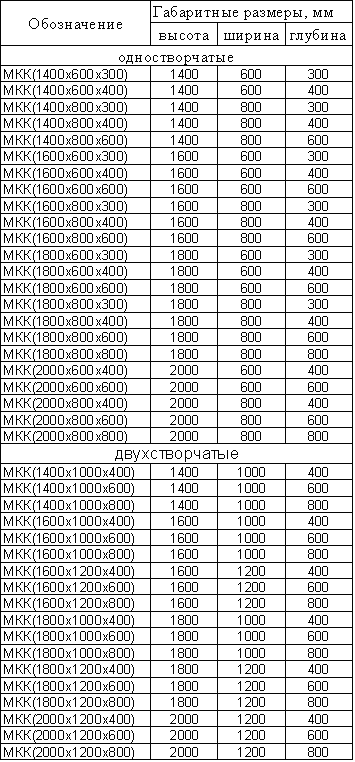 Обозначение Габаритные размеры, мм
высота ширина глубина
одностворчатые
МКК(1400х600х300) 1400 600 300
МКК(1400х600х400) 1400 600 400
МКК(1400х800х300) 1400 800 300
МКК(1400х800х400) 1400 800 400
МКК(1400х800х600) 1400 800 600
МКК(1600х600х300) 1600 600 300
МКК(1600х600х400) 1600 600 400
МКК(1600х600х600) 1600 600 600
МКК(1600х800х300) 1600 800 300
МКК(1600х800х400) 1600 800 400
МКК(1600х800х600) 1600 800 600
МКК(1800х600х300) 1800 600 300
МКК(1800х600х400) 1800 600 400
МКК(1800х600х600) 1800 600 600
МКК(1800х800х300) 1800 800 300
МКК(1800х800х400) 1800 800 400
МКК(1800х800х600) 1800 800 600
МКК(1800х800х800) 1800 800 800
МКК(2000х600х400) 2000 600 400
МКК(2000х600х600) 2000 600 600
МКК(2000х800х400) 2000 800 400
МКК(2000х800х600) 2000 800 600
МКК(2000х800х800) 2000 800 800
двухстворчатые
МКК(1400х1000х400) 1400 1000 400
МКК(1400х1000х600) 1400 1000 600
МКК(1400х1000х800) 1400 1000 800
МКК(1600х1000х400) 1600 1000 400
МКК(1600х1000х600) 1600 1000 600
МКК(1600х1000х800) 1600 1000 800
МКК(1600х1200х400) 1600 1200 400
МКК(1600х1200х600) 1600 1200 600
МКК(1600х1200х800) 1600 1200 800
МКК(1800х1000х400) 1800 1000 400
МКК(1800х1000х600) 1800 1000 600
МКК(1800х1000х800) 1800 1000 800
МКК(1800х1200х400) 1800 1200 400
МКК(1800х1200х600) 1800 1200 600
МКК(1800х1200х800) 1800 1200 800
МКК(2000х1200х400) 2000 1200 400
МКК(2000х1200х600) 2000 1200 600
МКК(2000х1200х800) 2000 1200 800